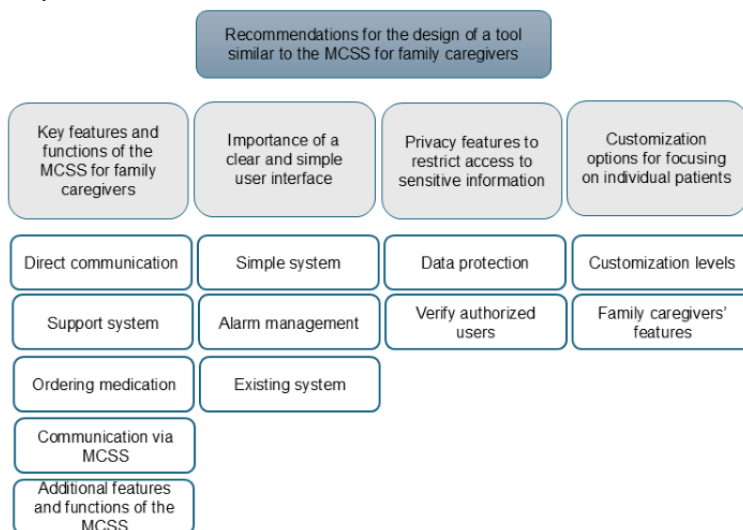 Recommendations for the design of a tool
similar to the MCSS for family caregivers
Key features and
functions of the
MCSS for family
caregivers
Importance of a
clear and simple
user interface
Privacy features to
restrict access to
sensitive information
Customization
options for focusing
on individual patients
Direct communication
Simple system
Data protection
Customization levels
Support system
Alarm management
Verify authorized
users
Family caregivers'
features
Ordering medication
Existing system
Communication via
MCSS
Additional features
and functions of the
MCSS